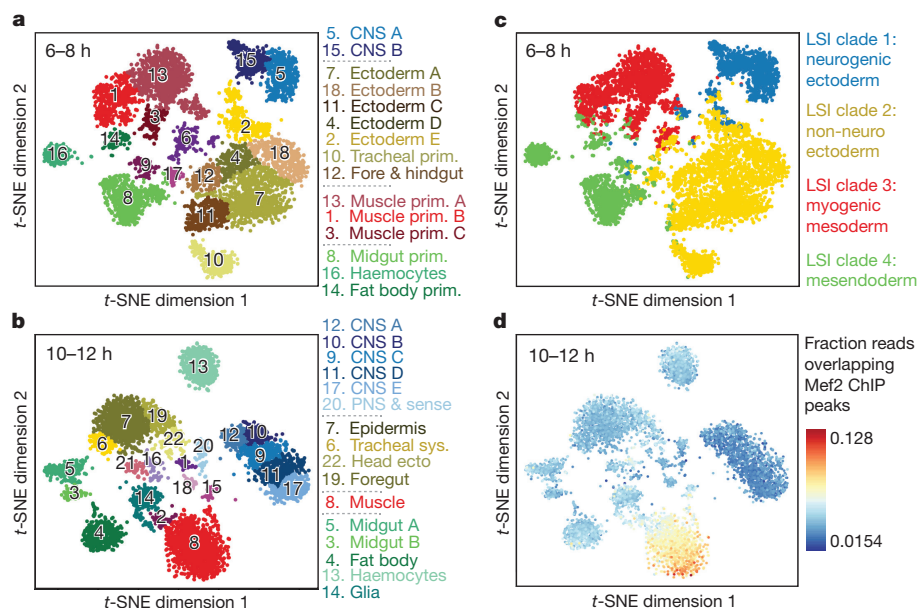 a
6–8 h
13
15
5
1
3
14
6
2
16
9
17
4
18
12
8
7
11
10
t-SNE dimension 2
t-SNE dimension 1
5. CNS A
15. CNS B
7. Ectoderm A
18. Ectoderm B
11. Ectoderm C
4. Ectoderm D
2. Ectoderm E
10. Tracheal prim.
12. Fore & hindgut
13. Muscle prim. A
1. Muscle prim. B
3. Muscle prim. C
8. Midgut prim.
16. Haemocytes
14. Fat body prim.
c
6–8 h
t-SNE dimension 2
t-SNE dimension 1
LSI clade 1:
neurogenic
ectoderm
LSI clade 2:
non-neuro
ectoderm
LSI clade 3:
myogenic
mesoderm
LSI clade 4:
mesendoderm
b
10–12 h
13
7
19
6
22
20
12
10
9
5
21
16
1
11
3
14
18
15
17
2
4
8
t-SNE dimension 2
t-SNE dimension 1
12. CNS A
10. CNS B
9. CNS C
11. CNS D
17. CNS E
20. PNS & sense
7. Epidermis
6. Tracheal sys.
22. Head ecto
19. Foregut
8. Muscle
5. Midgut A
3. Midgut B
4. Fat body
13. Haemocytes
14. Glia
d
10–12 h
t-SNE dimension 2
t-SNE dimension 1
Fraction reads
overlapping
Mef2 ChIP
peaks
0.128
0.0154